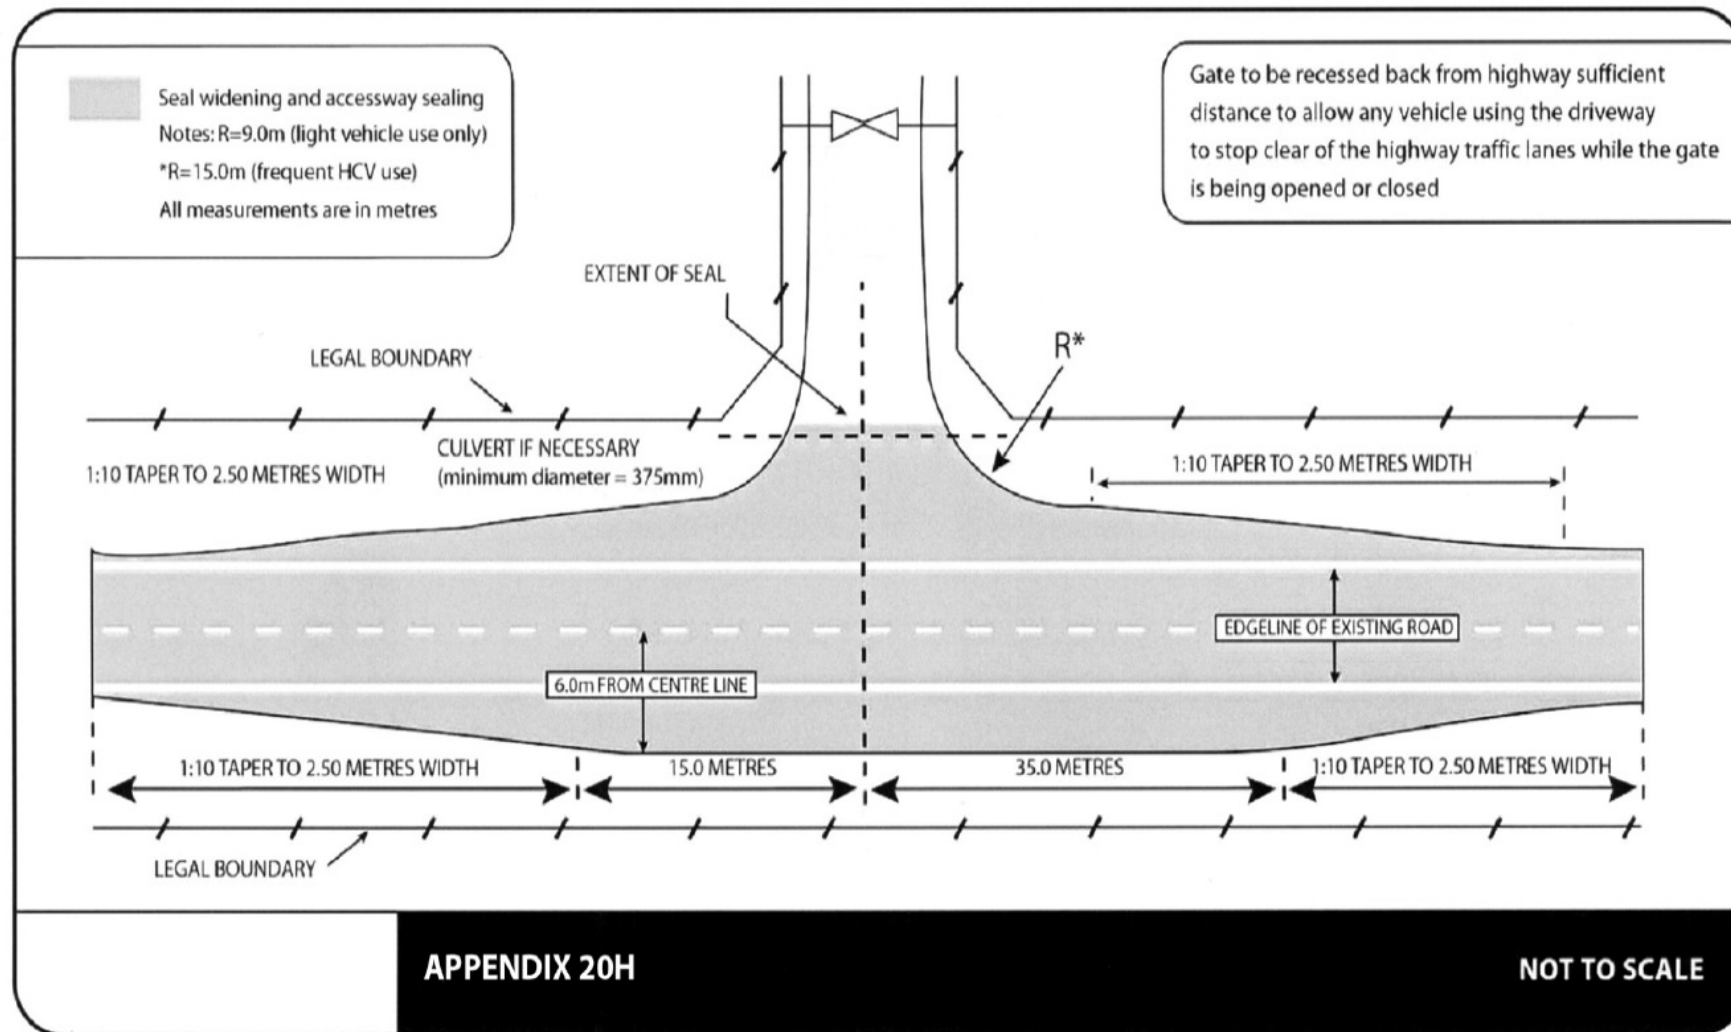 Seal widening and accessway sealing
Notes: R=9.0m (light vehicle use only)
*R=15.0m (frequent HCV use)
All measurements are in metres
Gate to be recessed back from highway sufficient
distance to allow any vehicle using the driveway
to stop clear of the highway traffic lanes while the gate
is being opened or closed
EXTENT OF SEAL
LEGAL BOUNDARY
R*
CULVERT IF NECESSARY
(minimum diameter = 375mm)
1:10 TAPER TO 2.50 METRES WIDTH
1:10 TAPER TO 2.50 METRES WIDTH
EDGELINE OF EXISTING ROAD
6.0m FROM CENTRE LINE
1:10 TAPER TO 2.50 METRES WIDTH
15.0 METRES
35.0 METRES
1:10 TAPER TO 2.50 METRES WIDTH
LEGAL BOUNDARY
APPENDIX 20H
NOT TO SCALE